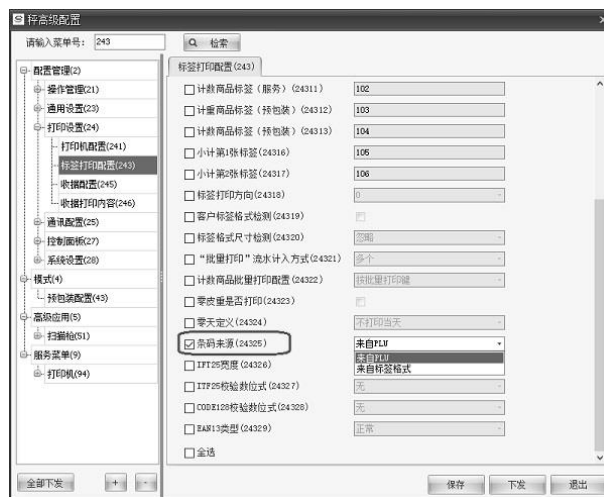 秤高级配置
请输入菜单号: 243 检索
配置管理(2)
操作管理(21)
通用设置(23)
打印设置(24)
打印机配置(241)
标签打印配置(243)
收据配置(245)
收据打印内容(246)
通讯配置(25)
控制面板(27)
系统设置(28)
模式(4)
预包装配置(43)
高级应用(5)
扫描枪(51)
服务菜单(9)
打印机(94)
全部下发 + -
标签打印配置(243)
计数商品标签(服务)(24311) 102
计重商品标签(预包装)(24312) 103
计数商品标签(预包装)(24313) 104
小计第1张标签(24316) 105
小计第2张标签(24317) 106
标签打印方向(24318) 0
客户标签格式检测(24319)
标签格式尺寸检测(24320) 忽略
“批量打印”流水计入方式(24321) 多个
计数商品批量打印配置(24322) 按批量打印键
零皮重是否打印(24323)
零天定义(24324) 不打印当天
条码来源(24325) 来自PLU
来自PLU
来自标签格式
IFT25宽度(24326)
ITF25校验数位式(24327) 无
CODE128校验数位式(24328) 无
EAN13类型(24329) 正常
全选
保存 下发 退出